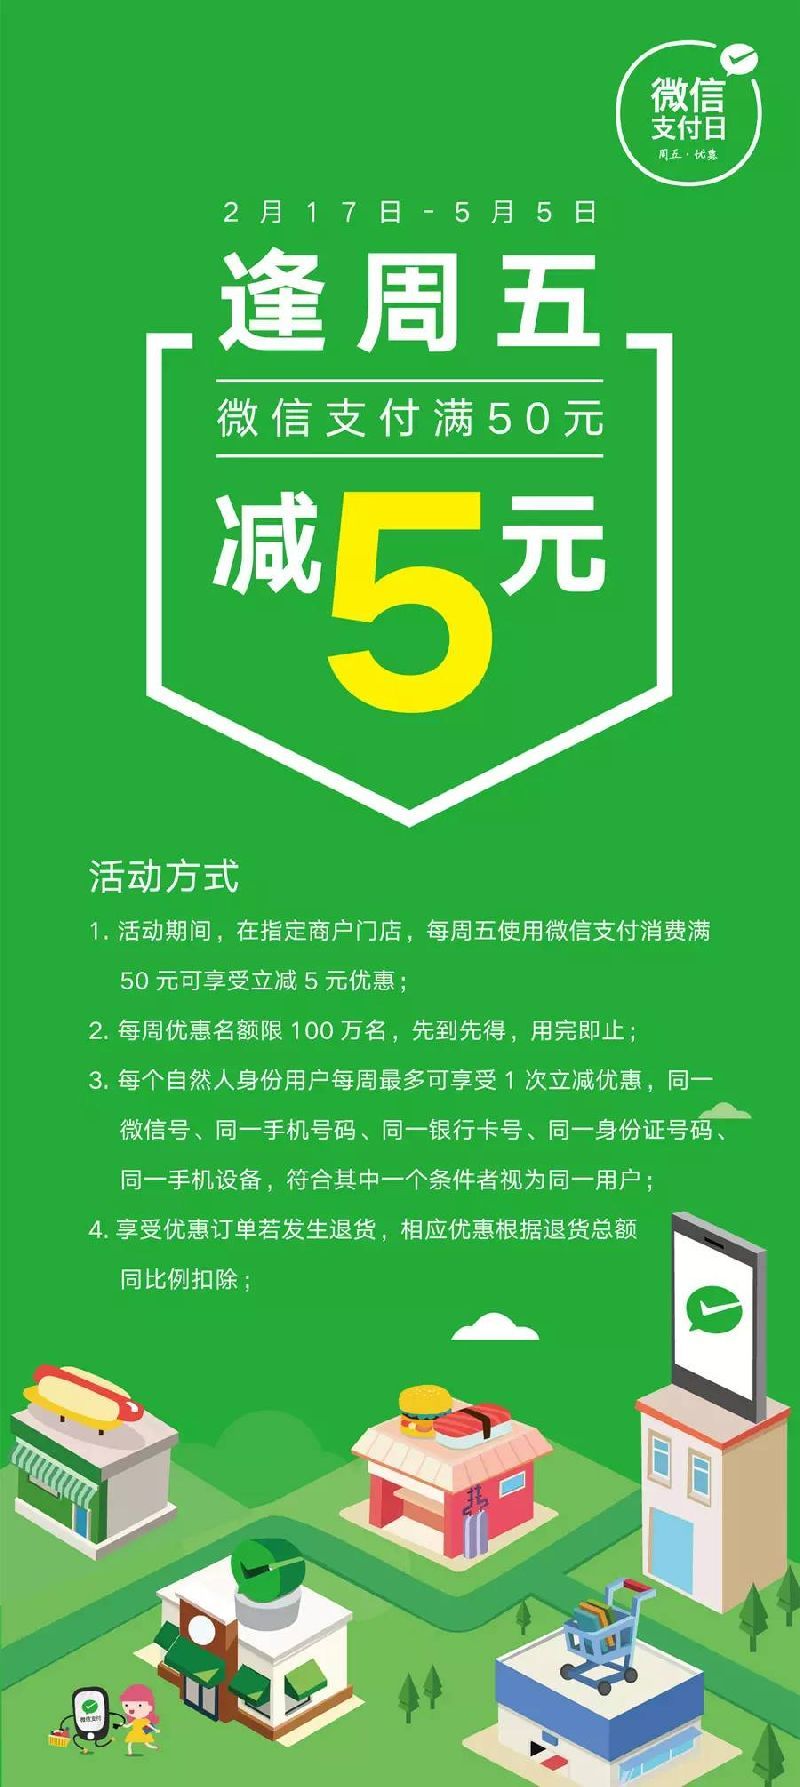 微信
支付日
周五·优惠
2月17日-5月5日
逢周五
微信支付满50元
减5元
活动方式
1. 活动期间，在指定商户门店，每周五使用微信支付消费满
50 元可享受立减 5 元优惠；
2. 每周优惠名额限 100 万名，先到先得，用完即止；
3. 每个自然人身份用户每周最多可享受 1 次立减优惠，同一
微信号、同一手机号码、同一银行卡号、同一身份证号码、
同一手机设备，符合其中一个条件者视为同一用户；
4. 享受优惠订单若发生退货，相应优惠根据退货总额
同比例扣除；
微信支付